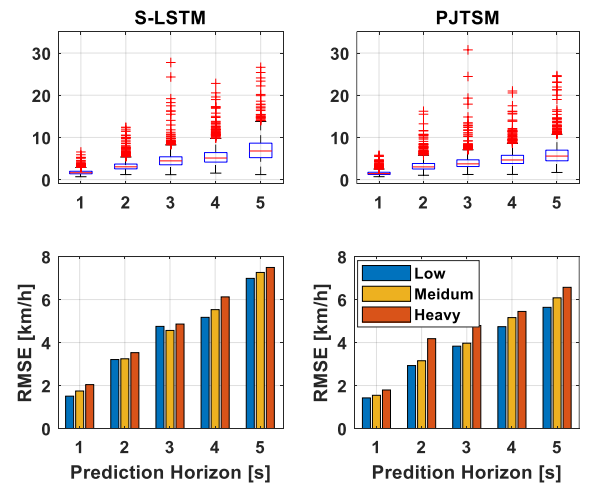 S-LSTM
PJTSM
30
20
10
0
1 2 3 4 5
30
20
10
0
1 2 3 4 5
RMSE [km/h]
8
6
4
2
0
1 2 3 4 5
Prediction Horizon [s]
RMSE [km/h]
8
6
4
2
0
Low
Meidum
Heavy
1 2 3 4 5
Predition Horizon [s]